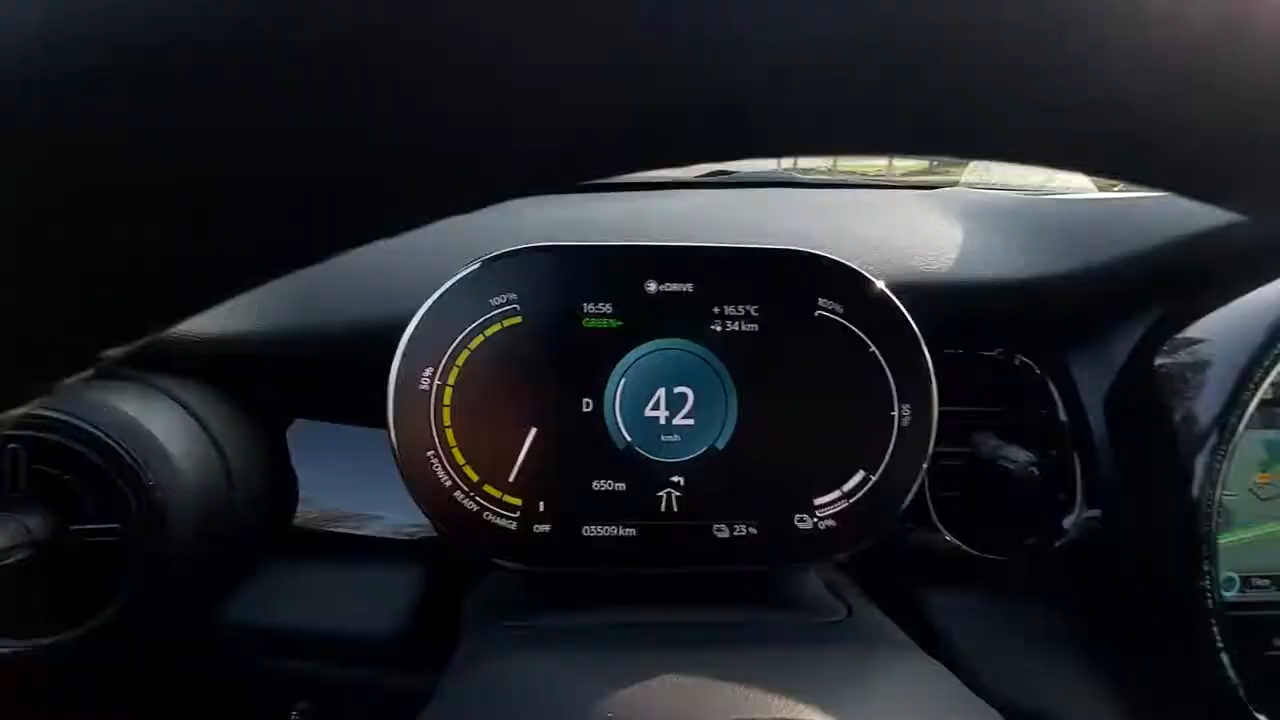 eDRIVE
16:56
+ 16.5°C
GREEN+
34 km
100%
100%
50%
50%
D
42
km/h
E-POWER
READY
CHARGE
OFF
650m
03509 km
23 %
0%